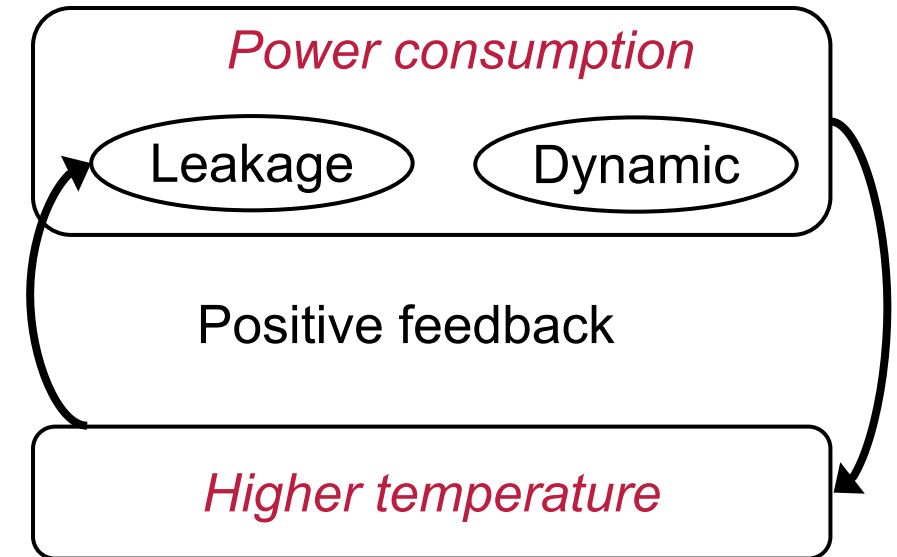 Power consumption
Leakage Dynamic
Positive feedback
Higher temperature